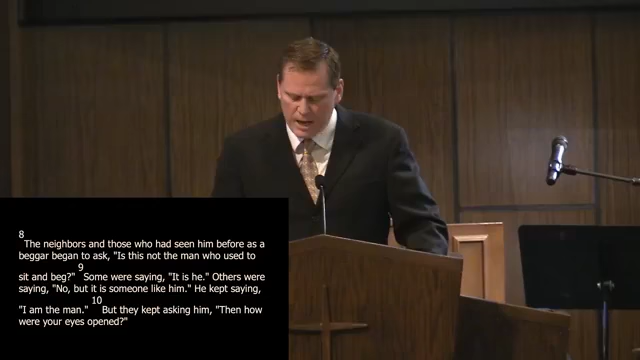 8
The neighbors and those who had seen him before as a
beggar began to ask, "Is this not the man who used to
sit and beg?" 9 Some were saying, "It is he." Others were
saying, "No, but it is someone like him." He kept saying,
"I am the man." 10 But they kept asking him, "Then how
were your eyes opened?"